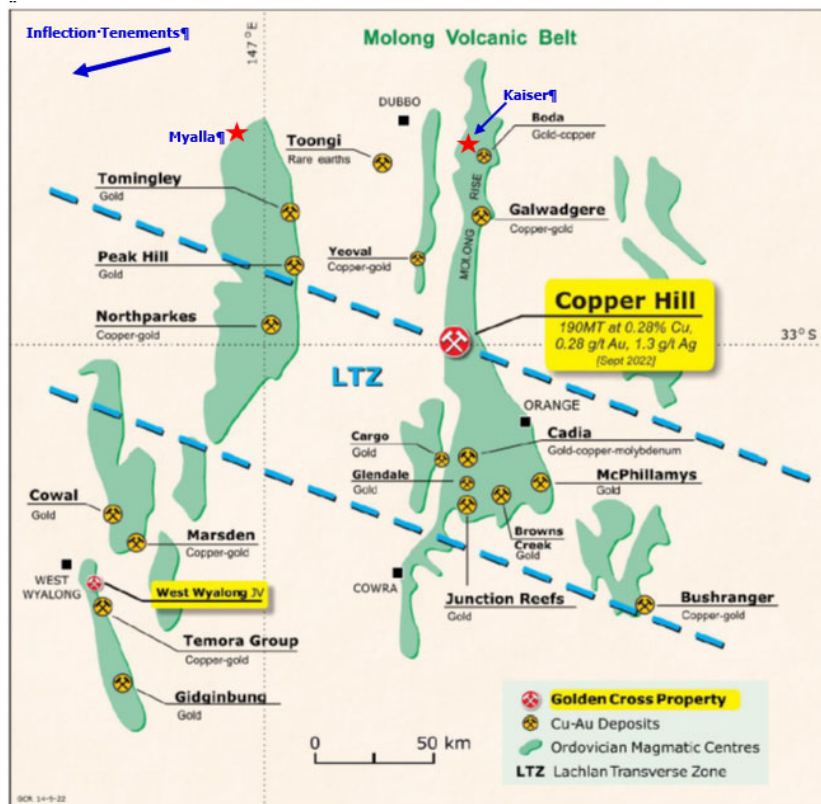 Inflection·Tenements¶
147°E
Molong Volcanic Belt
Kaiser¶
DUBBO
Myalla¶
Toongi
Rare earths
Boda
Gold-copper
Tomingley
Gold
MOLONG RISE
Galwadgere
Copper-gold
Peak Hill
Gold
Yeoval
Copper-gold
Northparkes
Copper-gold
Copper Hill
190MT at 0.28% Cu,
0.28 g/t Au, 1.3 g/t Ag
[Sept 2022]
33°S
LTZ
ORANGE
Cargo
Gold
Cadia
Gold-copper-molybdenum
Glendale
Gold
McPhillamys
Gold
Cowal
Gold
Browns
Creek
Gold
Marsden
Copper-gold
WEST
WYALONG
West Wyalong JV
COWRA
Junction Reefs
Gold
Bushranger
Copper-gold
Temora Group
Copper-gold
Gidginbung
Gold
0 50 km
Golden Cross Property
Cu-Au Deposits
Ordovician Magmatic Centres
LTZ Lachlan Transverse Zone
GCR 14-9-22